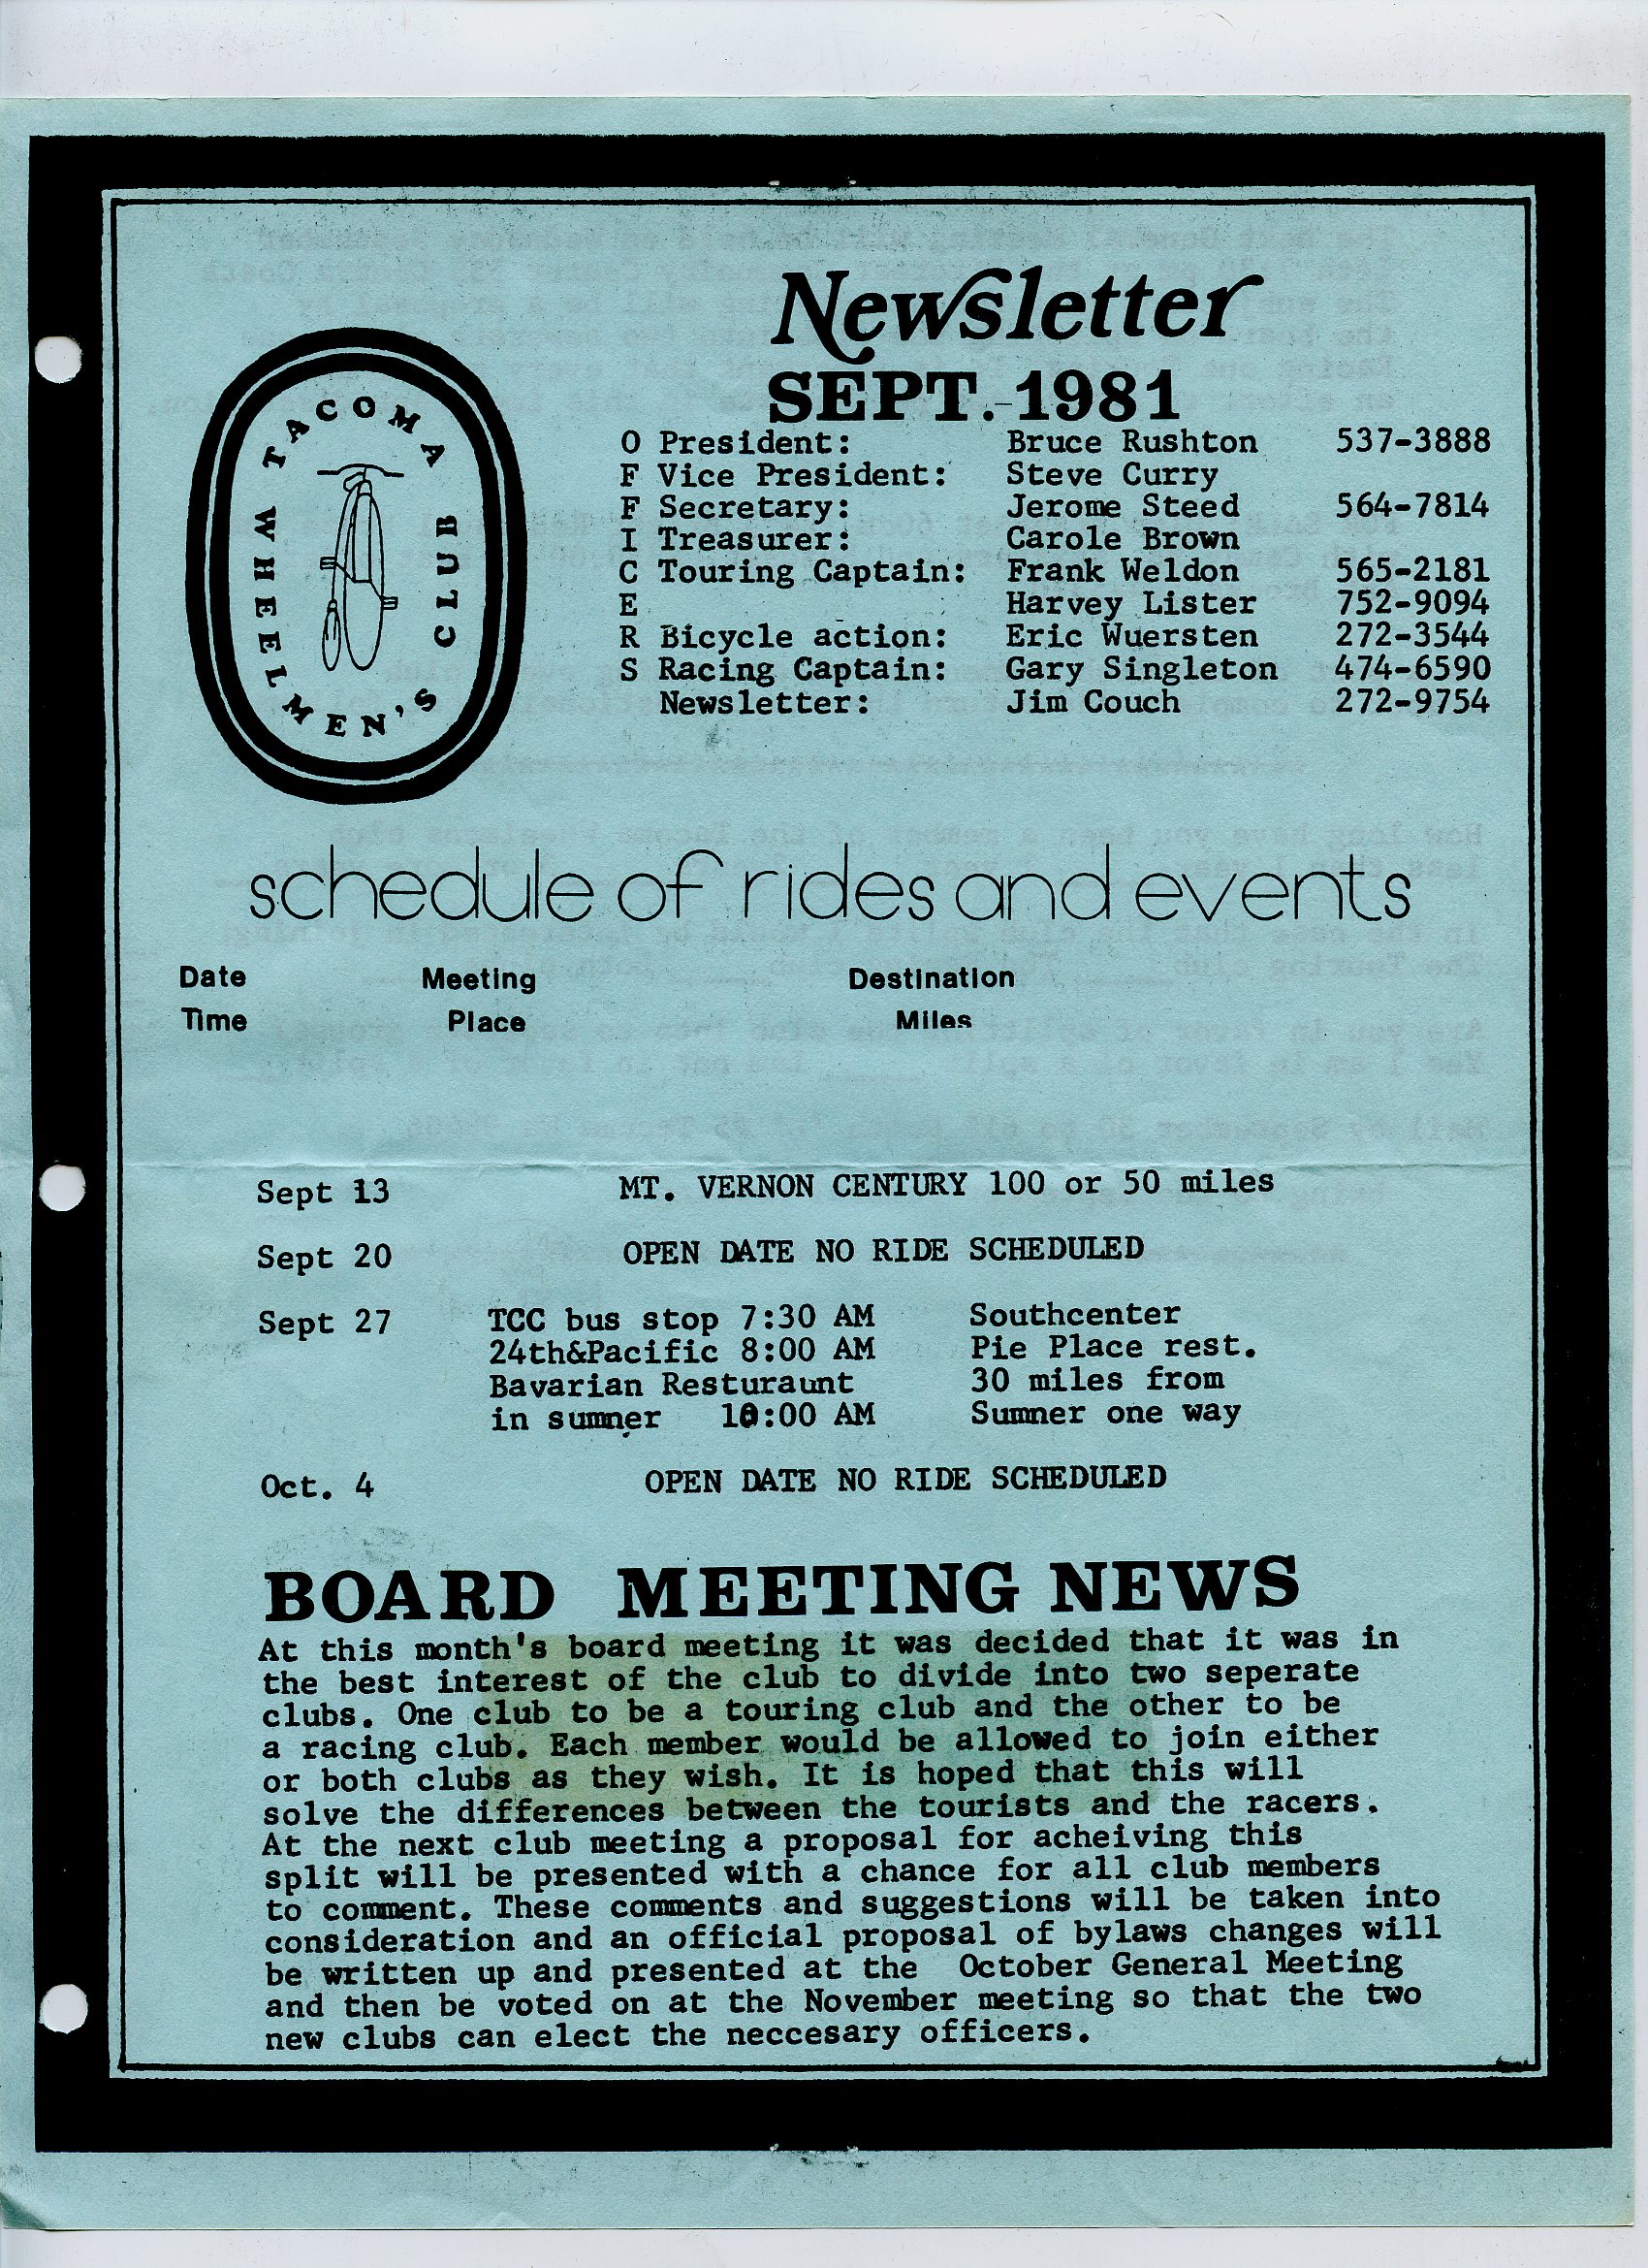 Newsletter
SEPT. 1981
TACOMA WHEELMEN'S CLUB
O President: Bruce Rushton 537-3888
F Vice President: Steve Curry
F Secretary: Jerome Steed 564-7814
I Treasurer: Carole Brown
C Touring Captain: Frank Weldon 565-2181
E Harvey Lister 752-9094
R Bicycle action: Eric Wuersten 272-3544
S Racing Captain: Gary Singleton 474-6590
Newsletter: Jim Couch 272-9754
schedule of rides and events
Date Meeting Destination
Time Place Miles
Sept 13 MT. VERNON CENTURY 100 or 50 miles
Sept 20 OPEN DATE NO RIDE SCHEDULED
Sept 27 TCC bus stop 7:30 AM Southcenter
24th&Pacific 8:00 AM Pie Place rest.
Bavarian Resturaunt 30 miles from
in sumner 10:00 AM Sumner one way
Oct. 4 OPEN DATE NO RIDE SCHEDULED
BOARD MEETING NEWS
At this month's board meeting it was decided that it was in
the best interest of the club to divide into two seperate
clubs. One club to be a touring club and the other to be
a racing club. Each member would be allowed to join either
or both clubs as they wish. It is hoped that this will
solve the differences between the tourists and the racers.
At the next club meeting a proposal for acheiving this
split will be presented with a chance for all club members
to comment. These comments and suggestions will be taken into
consideration and an official proposal of bylaws changes will
be written up and presented at the October General Meeting
and then be voted on at the November meeting so that the two
new clubs can elect the neccesary officers.